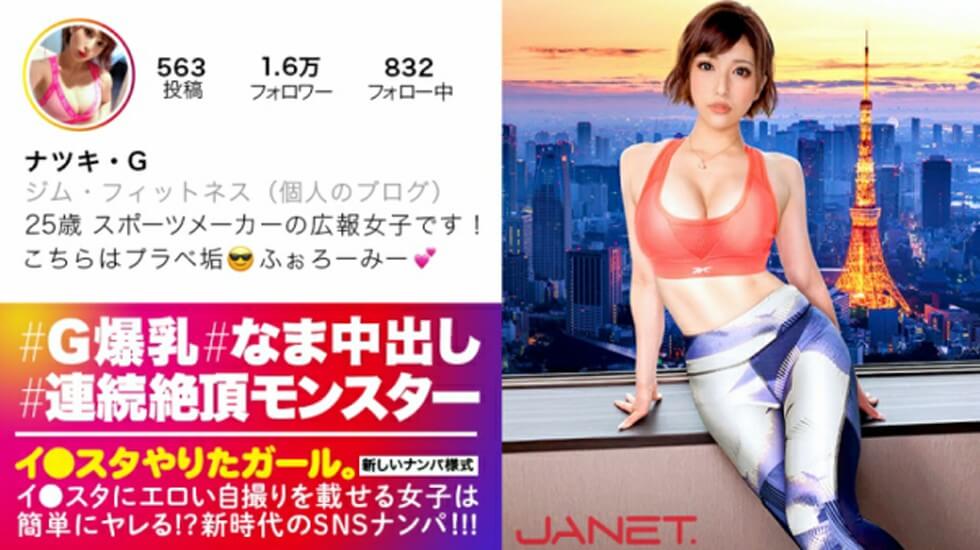 563
1.6万
832
投稿
フォロワー
フォロー中
ナツキ・G
ジム・フィットネス（個人のブログ）
25歳 スポーツメーカーの広報女子です！
こちらはプラベ垢😎ふぉろーみー💕
#G爆乳#なま中出し
#連続絶頂モンスター
イ●スタやりたガール。新しいナンパ様式
イ●スタにエロい自撮りを載せる女子は
簡単にヤレる!?新時代のSNSナンパ!!!
JANET.